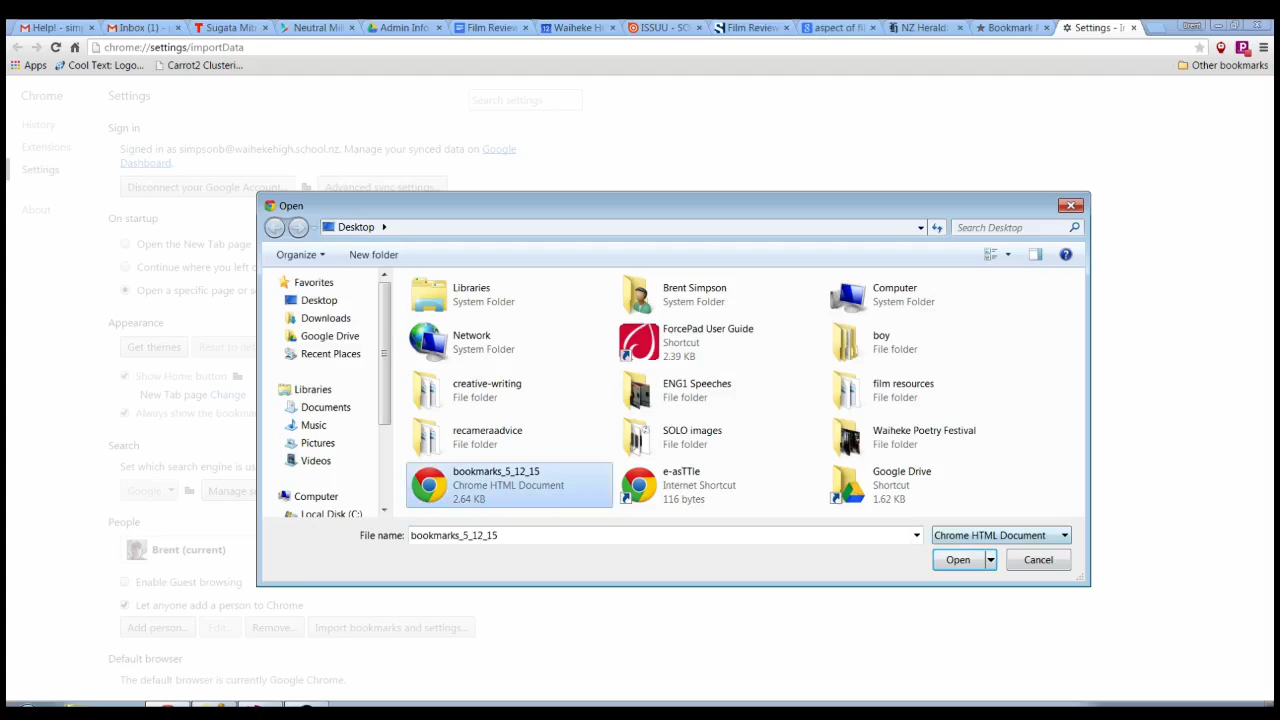 Help! - simp
Inbox (1) -
Sugata Mitr
Neutral Mil
Admin Info.
Film Review
Waiheke Hi
ISSUU - SC
Film Review
aspect of fil
NZ Herald.
Bookmark M
Settings - In
Brent
chrome://settings/importData
Apps
Cool Text: Logo...
Carrot2 Clusteri...
Other bookmarks
Chrome
Settings
Search settings
History
Extensions
Settings
About
Sign in
Signed in as simpsonb@waihekehigh.school.nz. Manage your synced data on Google
Dashboard.
Disconnect your Google Account...
Advanced sync settings...
On startup
Open the New Tab page
Continue where you left o
Open a specific page or se
Appearance
Get themes
Reset to def
Show Home button
New Tab page Change
Always show the bookmar
Search
Set which search engine is us
Google
Manage s
People
Brent (current)
Enable Guest browsing
Let anyone add a person to Chrome
Add person...
Edit...
Remove...
Import bookmarks and settings...
Default browser
The default browser is currently Google Chrome.
Open
Desktop
Search Desktop
Organize
New folder
Favorites
Desktop
Downloads
Google Drive
Recent Places
Libraries
Documents
Music
Pictures
Videos
Computer
Local Disk (C:)
Libraries
System Folder
Brent Simpson
System Folder
Computer
System Folder
Network
System Folder
ForcePad User Guide
Shortcut
2.39 KB
boy
File folder
creative-writing
File folder
ENG1 Speeches
File folder
film resources
File folder
recameraadvice
File folder
SOLO images
File folder
Waiheke Poetry Festival
File folder
bookmarks_5_12_15
Chrome HTML Document
2.64 KB
e-asTTle
Internet Shortcut
116 bytes
Google Drive
Shortcut
1.62 KB
File name:
bookmarks_5_12_15
Chrome HTML Document
Open
Cancel